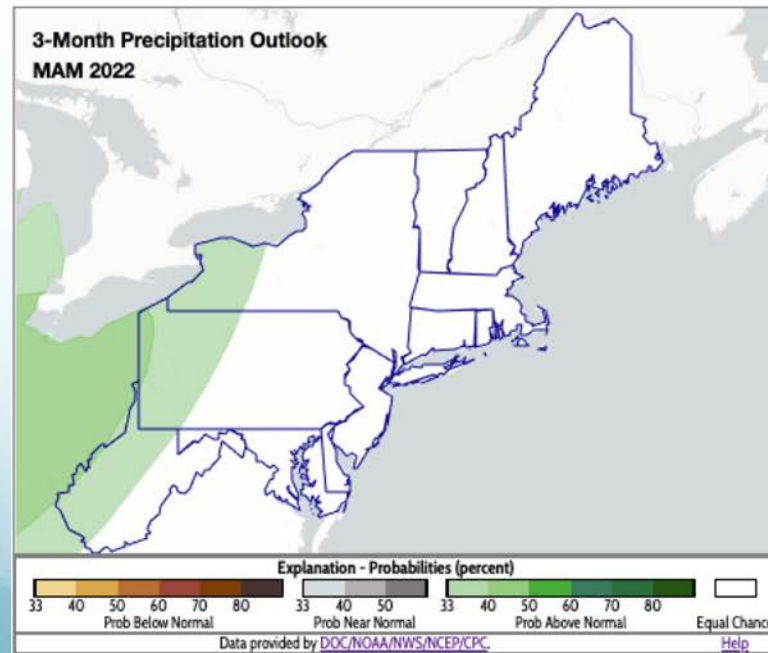 3-Month Precipitation Outlook
MAM 2022
Explanation - Probabilities (percent)
33 40 50 60 70 80 33 40 50 33 40 50 60 70 80
Prob Below Normal Prob Near Normal Prob Above Normal Equal Chance
Data provided by DOC/NOAA/NWS/NCEP/CPC. Help